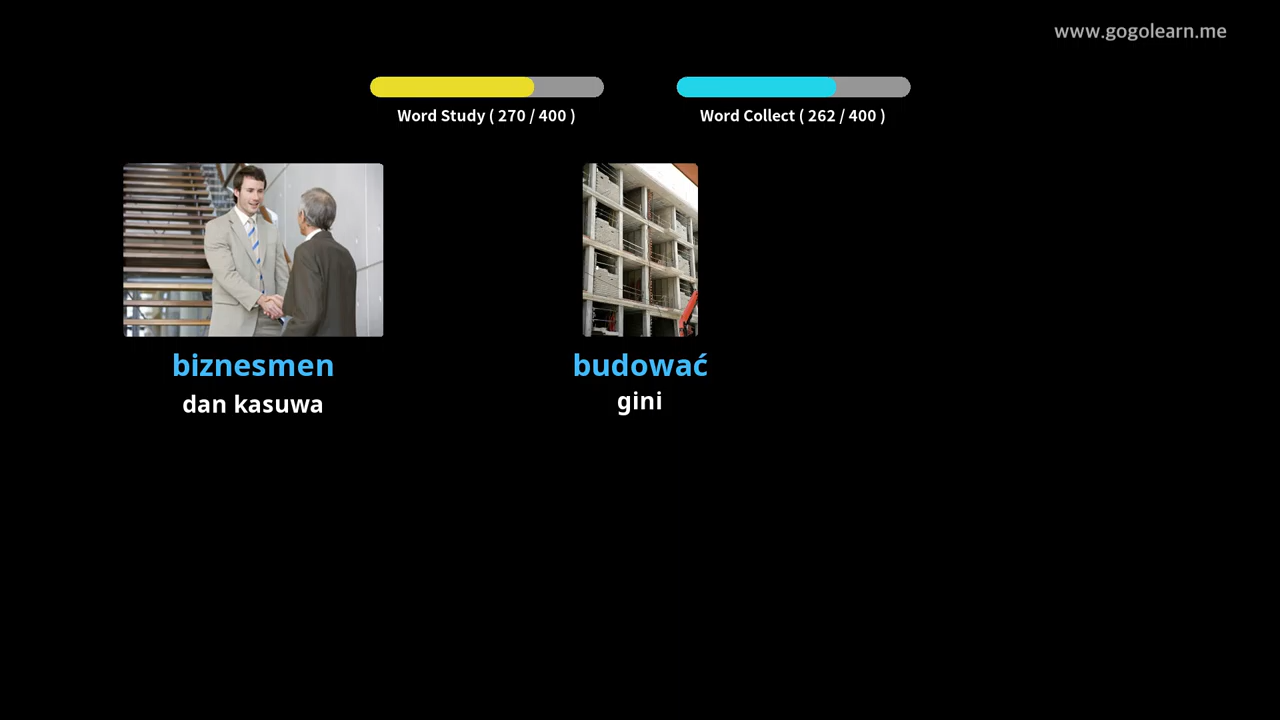 www.gogolearn.me
Word Study ( 270 / 400 )
Word Collect ( 262 / 400 )
biznesmen
dan kasuwa
budować
gini